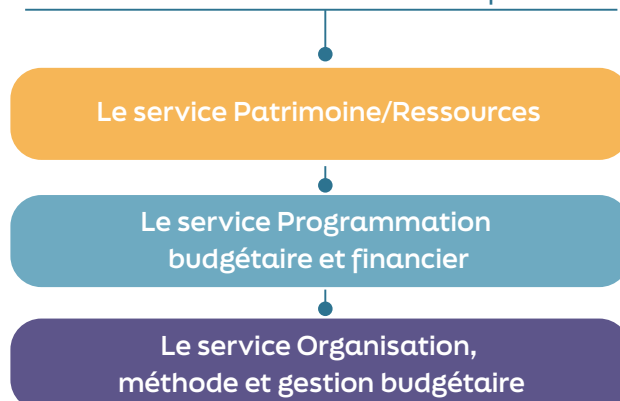 Le service Patrimoine/Ressources
Le service Programmation
budgétaire et financier
Le service Organisation,
méthode et gestion budgétaire